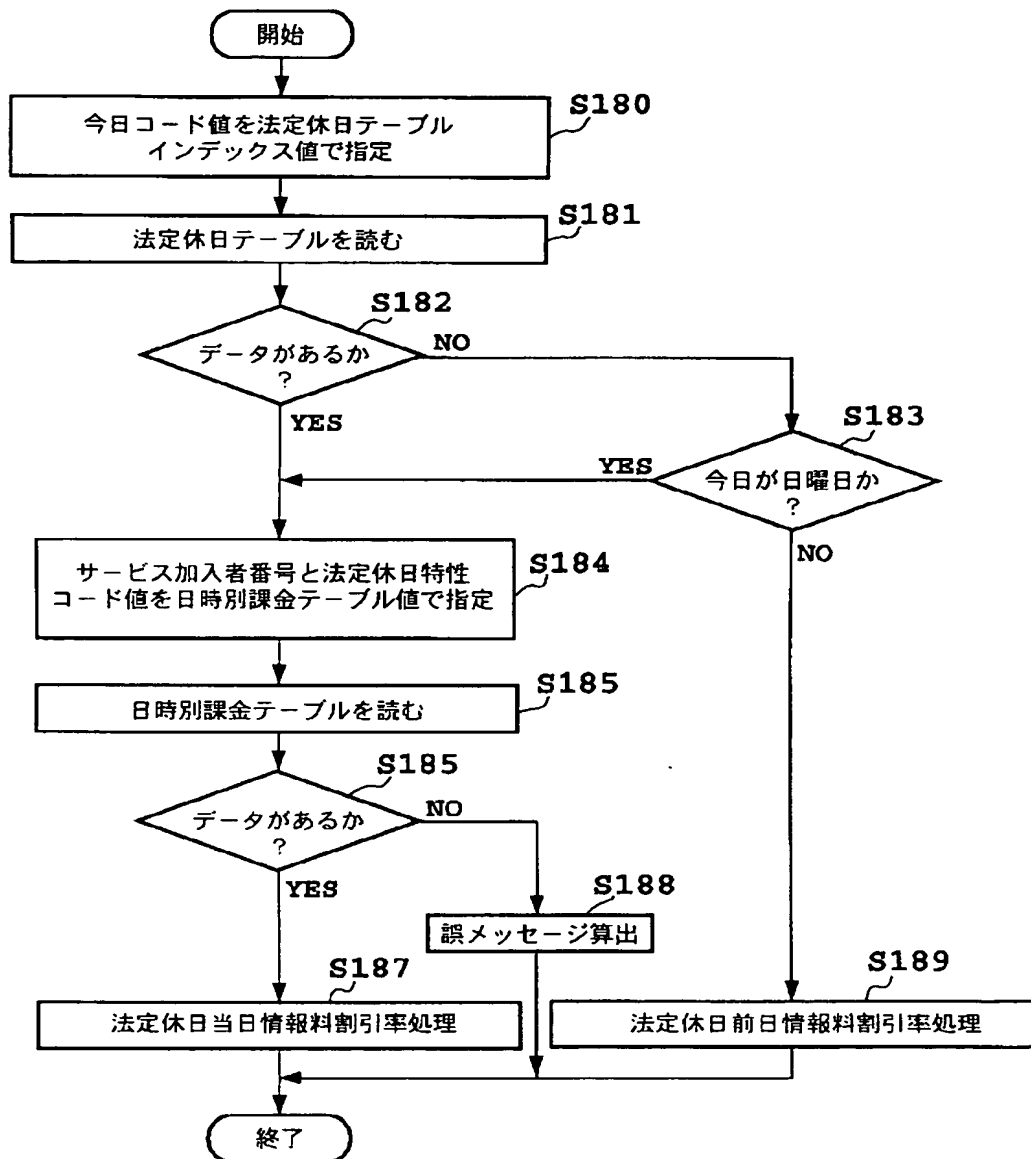 開始
S180
今日コード値を法定休日テーブル
インデックス値で指定
S181
法定休日テーブルを読む
S182
データがあるか
?
NO
YES
S183
今日が日曜日か
?
YES
NO
S184
サービス加入者番号と法定休日特性
コード値を日時別課金テーブル値で指定
S185
日時別課金テーブルを読む
S185
データがあるか
?
NO
YES
S188
誤メッセージ算出
S187
法定休日当日情報料割引率処理
S189
法定休日前日情報料割引率処理
終了